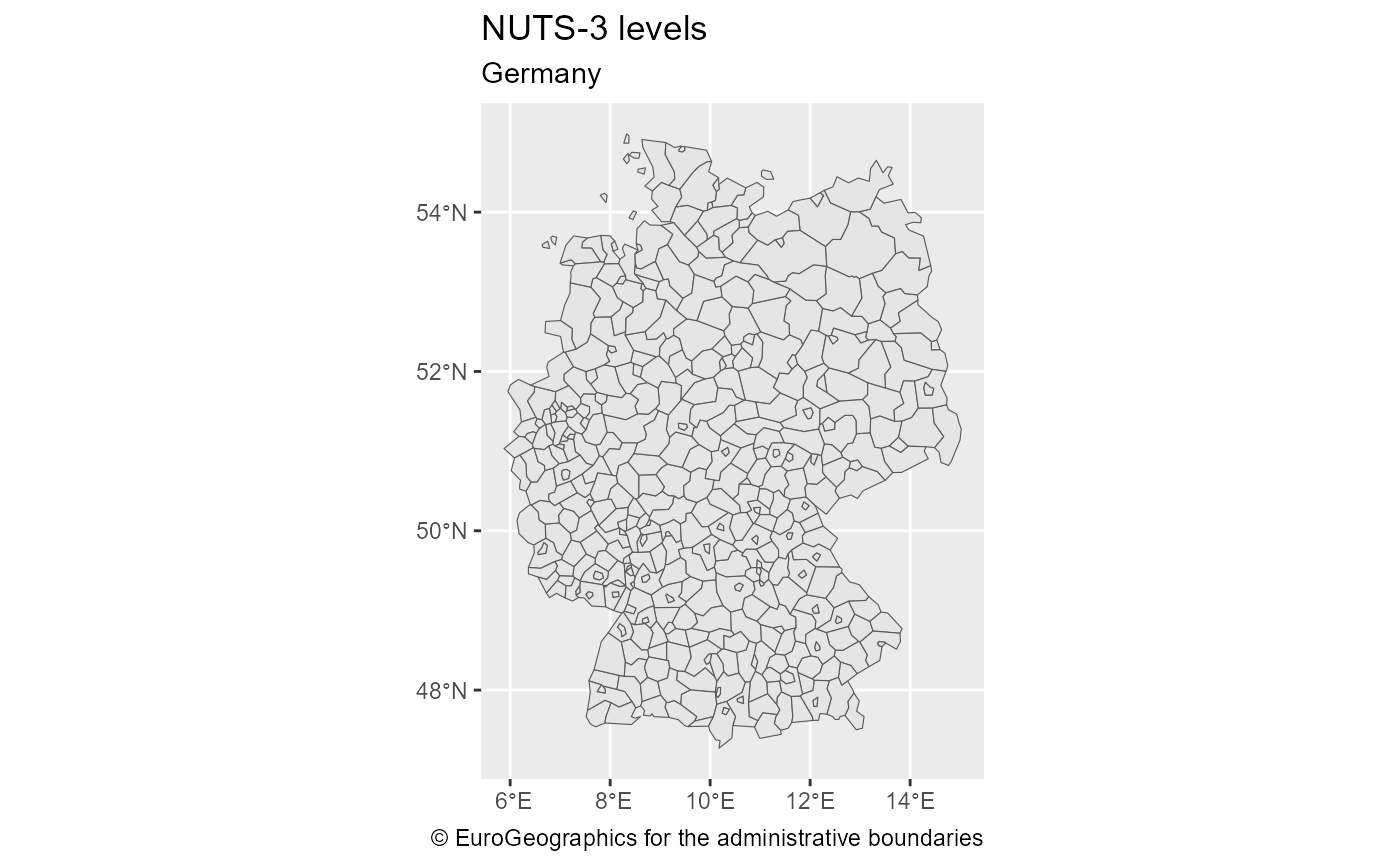 NUTS-3 levels
Germany
54°N
52°N
50°N
48°N
6°E 8°E 10°E 12°E 14°E
© EuroGeographics for the administrative boundaries